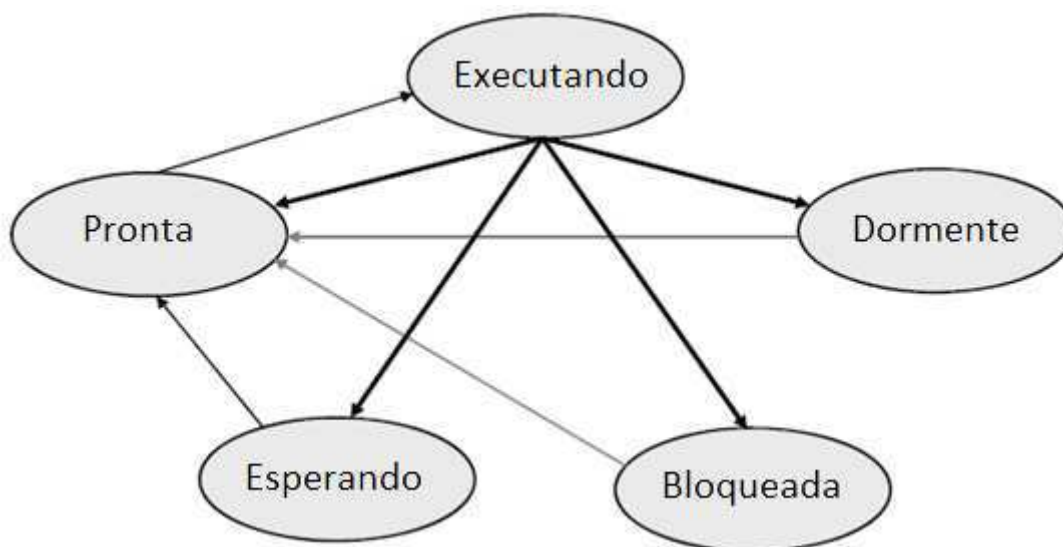 Executando
Pronta
Dormente
Esperando
Bloqueada